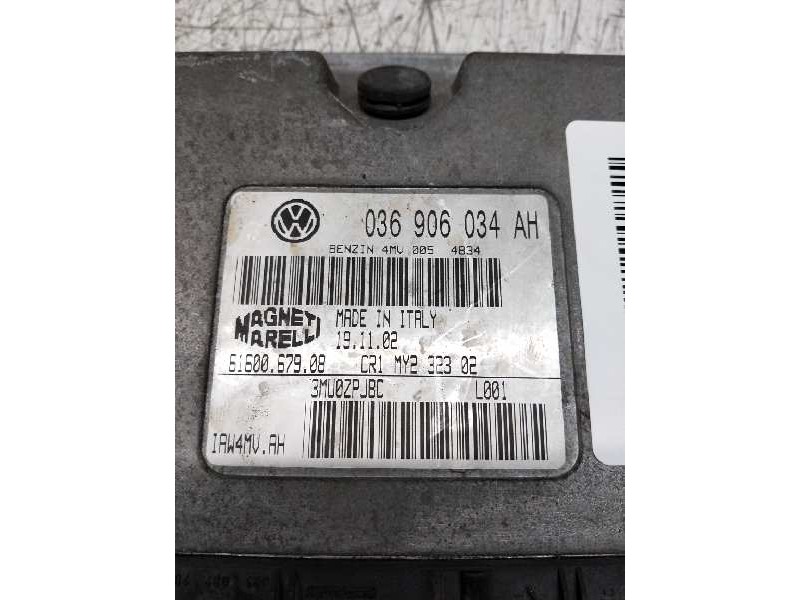 036 906 034 AH
BENZIN 4MV 005 4834
MAGNETI MARELLI
MADE IN ITALY
19.11.02
61600.679.08 CR1 MY2 323 02
3MU0ZPJBC L001
IAW4MV.AH